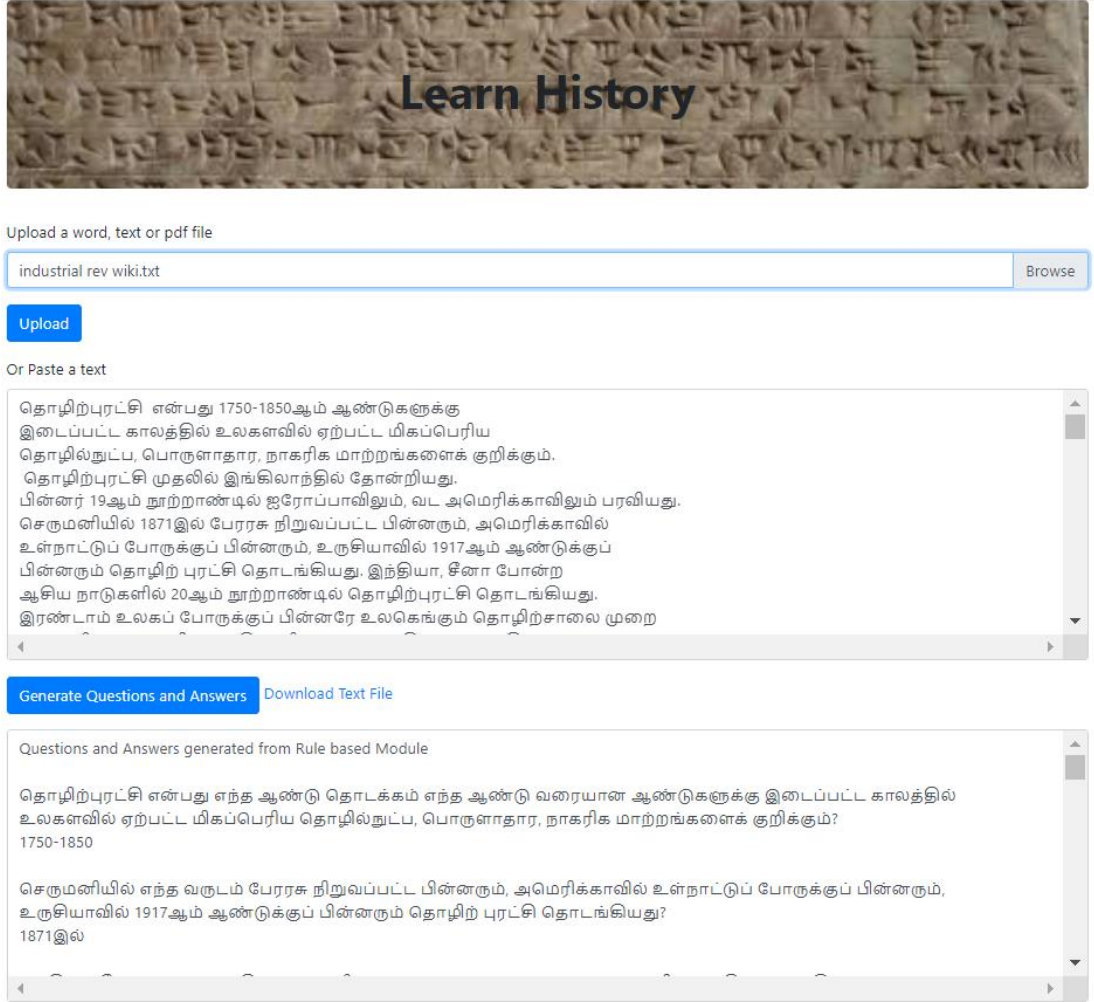 Learn History
Upload a word, text or pdf file
industrial rev wiki.txt
Browse
Upload
Or Paste a text
தொழிற்புரட்சி என்பது 1750-1850ஆம் ஆண்டுகளுக்கு
இடைப்பட்ட காலத்தில் உலகளவில் ஏற்பட்ட மிகப்பெரிய
தொழில்நுட்ப, பொருளாதார, நாகரிக மாற்றங்களைக் குறிக்கும்.
தொழிற்புரட்சி முதலில் இங்கிலாந்தில் தோன்றியது.
பின்னர் 19ஆம் நூற்றாண்டில் ஐரோப்பாவிலும், வட அமெரிக்காவிலும் பரவியது.
செருமனியில் 1871இல் பேரரசு நிறுவப்பட்ட பின்னரும், அமெரிக்காவில்
உள்நாட்டுப் போருக்குப் பின்னரும், உருசியாவில் 1917ஆம் ஆண்டுக்குப்
பின்னரும் தொழிற் புரட்சி தொடங்கியது. இந்தியா, சீனா போன்ற
ஆசிய நாடுகளில் 20ஆம் நூற்றாண்டில் தொழிற்புரட்சி தொடங்கியது.
இரண்டாம் உலகப் போருக்குப் பின்னரே உலகெங்கும் தொழிற்சாலை முறை
Generate Questions and Answers Download Text File
Questions and Answers generated from Rule based Module
தொழிற்புரட்சி என்பது எந்த ஆண்டு தொடக்கம் எந்த ஆண்டு வரையான ஆண்டுகளுக்கு இடைப்பட்ட காலத்தில்
உலகளவில் ஏற்பட்ட மிகப்பெரிய தொழில்நுட்ப, பொருளாதார, நாகரிக மாற்றங்களைக் குறிக்கும்?
1750-1850
செருமனியில் எந்த வருடம் பேரரசு நிறுவப்பட்ட பின்னரும், அமெரிக்காவில் உள்நாட்டுப் போருக்குப் பின்னரும்,
உருசியாவில் 1917ஆம் ஆண்டுக்குப் பின்னரும் தொழிற் புரட்சி தொடங்கியது?
1871இல்